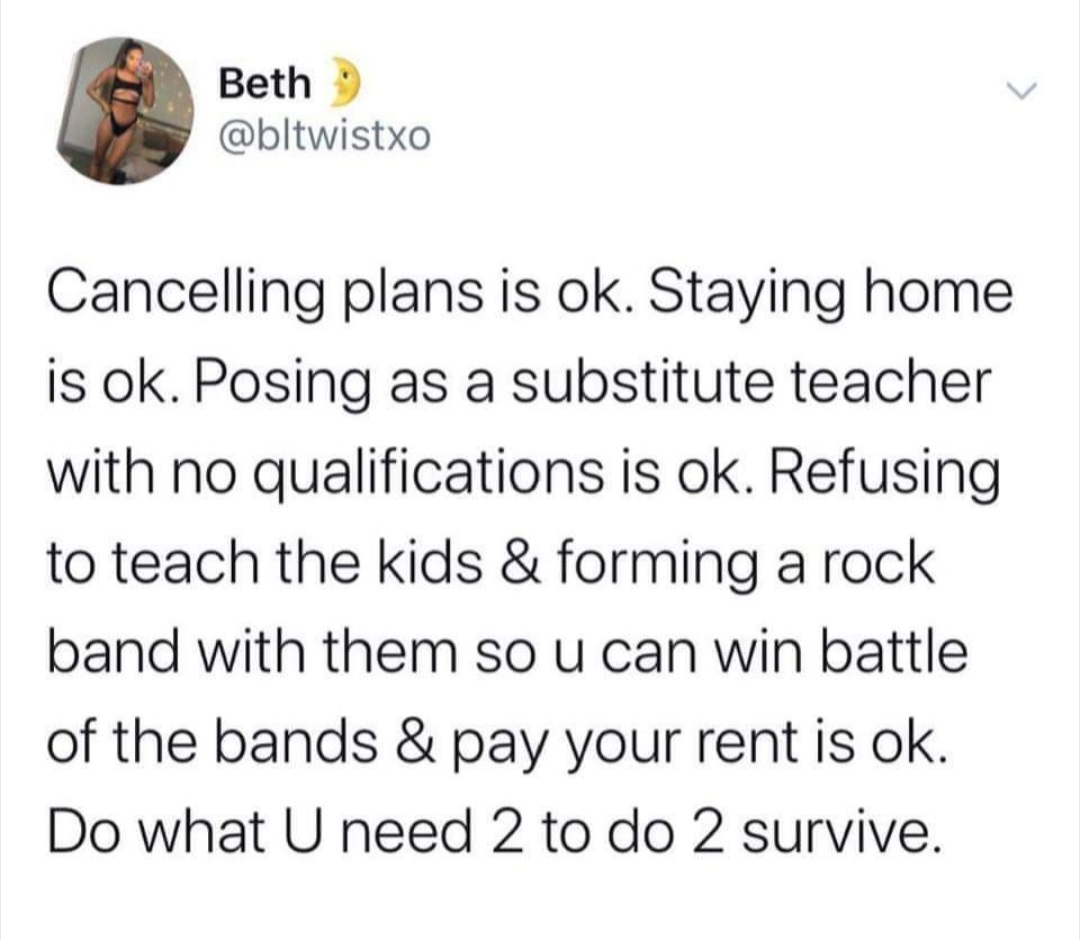 Beth 🌛
@bltwistxo
Cancelling plans is ok. Staying home
is ok. Posing as a substitute teacher
with no qualifications is ok. Refusing
to teach the kids & forming a rock
band with them so u can win battle
of the bands & pay your rent is ok.
Do what U need 2 to do 2 survive.